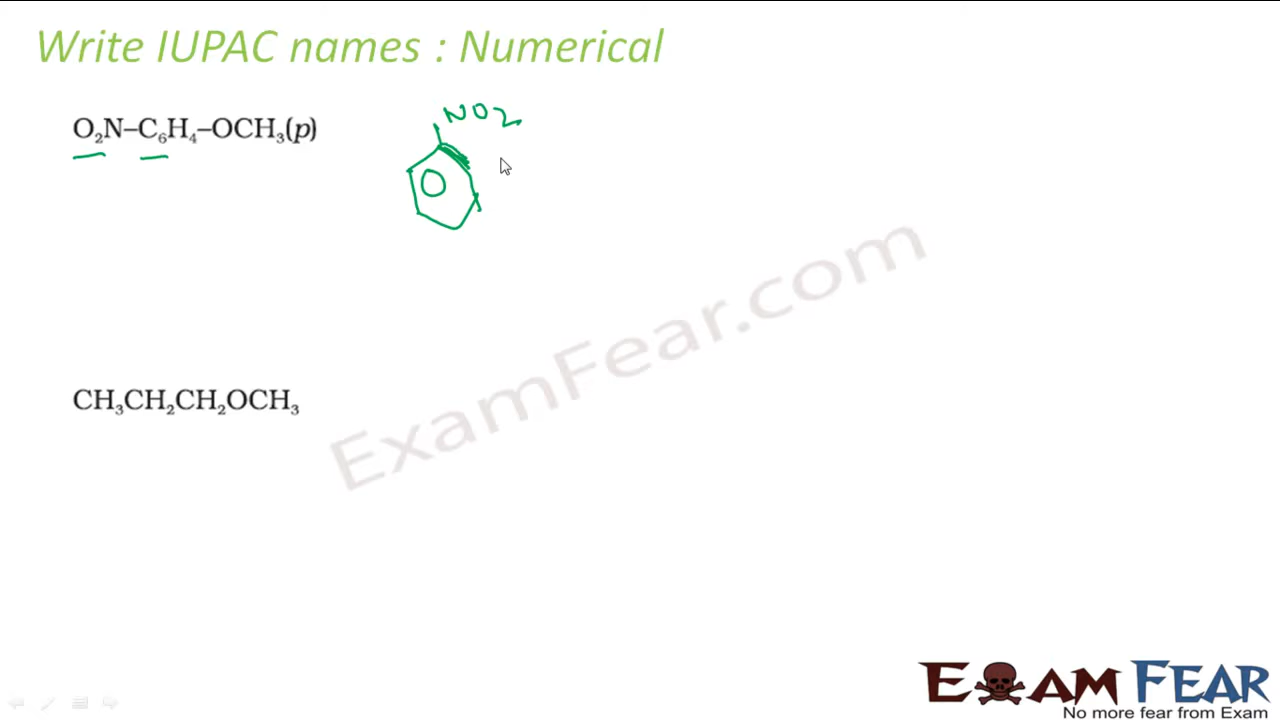 Write IUPAC names : Numerical
NO2
O₂N–C₆H₄–OCH₃(p)
ExamFear.com
CH₃CH₂CH₂OCH₃
EXAM FEAR
No more fear from Exam